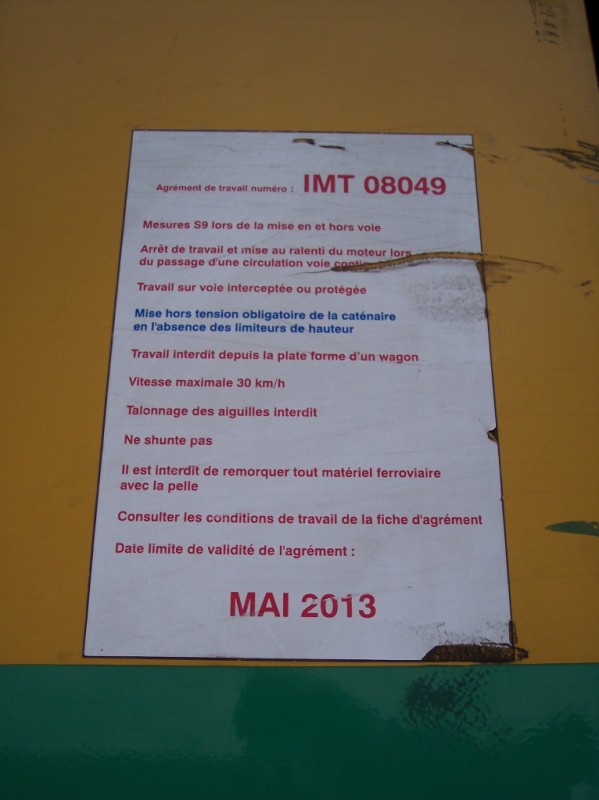 Agrément de travail numéro : IMT 08049
Mesures S9 lors de la mise en et hors voie
Arrêt de travail et mise au ralenti du moteur lors
du passage d'une circulation voie
Travail sur voie interceptée ou protégée
Mise hors tension obligatoire de la caténaire
en l'absence des limiteurs de hauteur
Travail interdit depuis la plate forme d'un wagon
Vitesse maximale 30 km/h
Talonnage des aiguilles interdit
Ne shunte pas
Il est interdit de remorquer tout matériel ferroviaire
avec la pelle
Consulter les conditions de travail de la fiche d'agrément
Date limite de validité de l'agrément :
MAI 2013